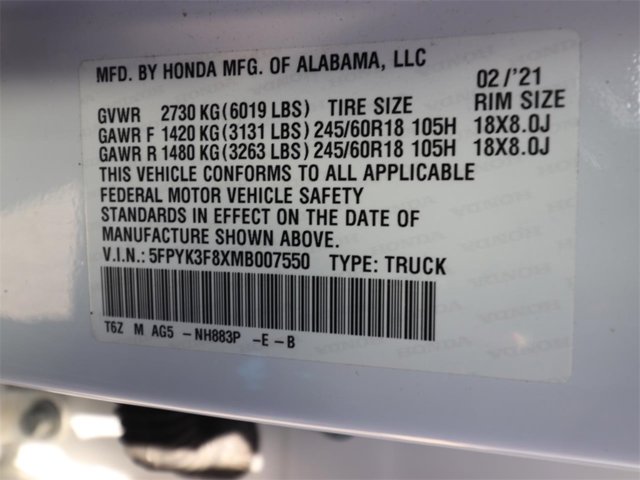 MFD. BY HONDA MFG. OF ALABAMA, LLC 02/'21
GVWR 2730 KG(6019 LBS) TIRE SIZE RIM SIZE
GAWR F 1420 KG(3131 LBS) 245/60R18 105H 18X8.0J
GAWR R 1480 KG(3263 LBS) 245/60R18 105H 18X8.0J
THIS VEHICLE CONFORMS TO ALL APPLICABLE
FEDERAL MOTOR VEHICLE SAFETY
STANDARDS IN EFFECT ON THE DATE OF
MANUFACTURE SHOWN ABOVE.
V.I.N.: 5FPYK3F8XMB007550 TYPE: TRUCK
T6Z M AG5 -NH883P -E-B